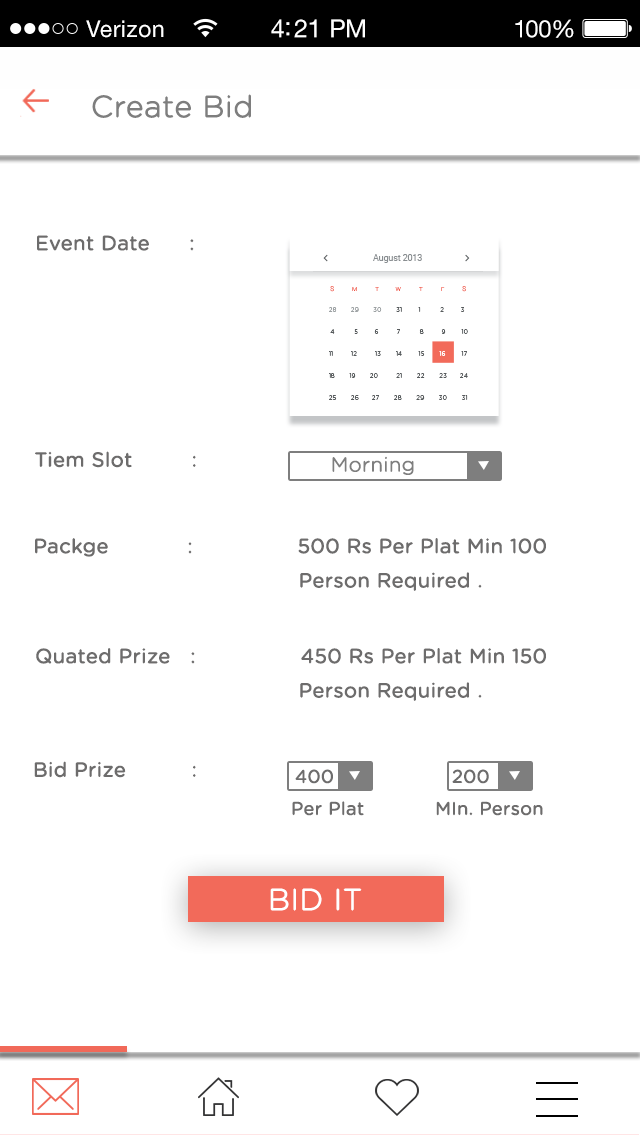 Verizon 4:21 PM 100%
Create Bid
Event Date :
August 2013
S M T W T F S
28 29 30 31 1 2 3
4 5 6 7 8 9 10
11 12 13 14 15 16 17
18 19 20 21 22 23 24
25 26 27 28 29 30 31
Tiem Slot : Morning
Packge : 500 Rs Per Plat Min 100
Person Required .
Quated Prize : 450 Rs Per Plat Min 150
Person Required .
Bid Prize : 400 200
Per Plat MIn. Person
BID IT